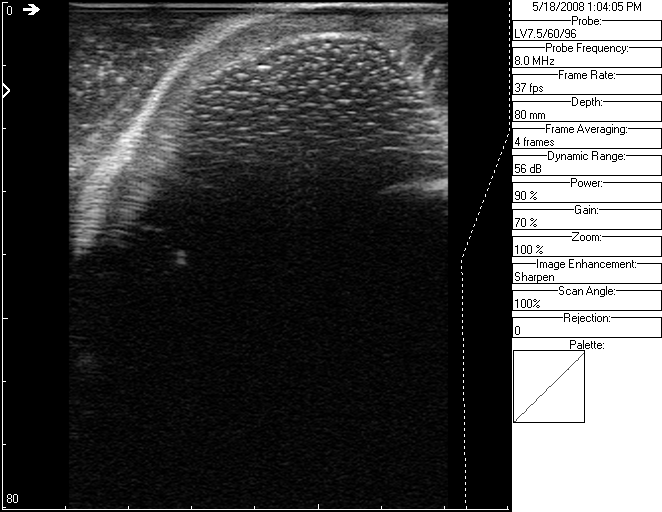 0
80
5/18/2008 1:04:05 PM
Probe:
LV7.5/60/96
Probe Frequency:
8.0 MHz
Frame Rate:
37 fps
Depth:
80 mm
Frame Averaging:
4 frames
Dynamic Range:
56 dB
Power:
90 %
Gain:
70 %
Zoom:
100 %
Image Enhancement:
Sharpen
Scan Angle:
100%
Rejection:
0
Palette: